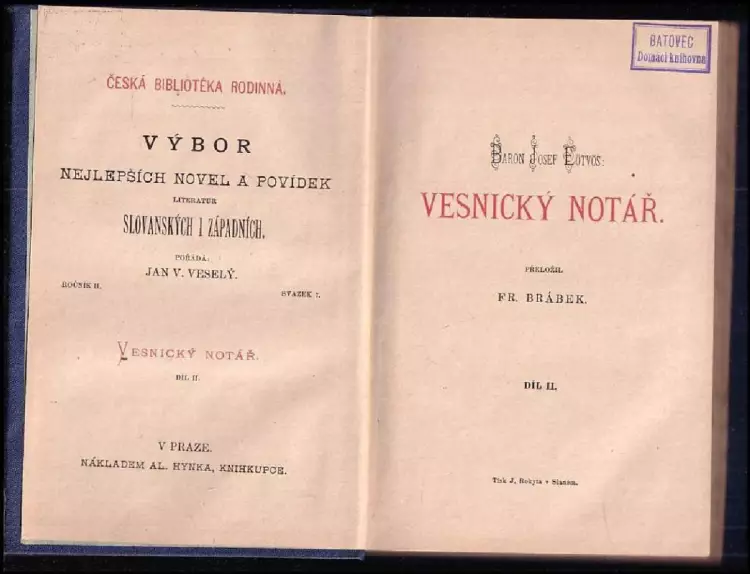 ČESKÁ BIBLIOTÉKA RODINNÁ.
VÝBOR
NEJLEPŠÍCH NOVEL A POVÍDEK
LITERATUR
SLOVANSKÝCH I ZÁPADNÍCH.
POŘÁDÁ:
JAN V. VESELÝ.
ROČNÍK II.
SVAZEK 7.
VESNICKÝ NOTÁŘ.
DÍL II.
V PRAZE.
NÁKLADEM AL. HYNKA, KNIHKUPCE.
BATOVEC
Domácí knihovna
BARON JOSEF EÖTVÖS:
VESNICKÝ NOTÁŘ.
PŘELOŽIL
FR. BRÁBEK.
DÍL II.
Tisk J. Rokyta v Slaném.